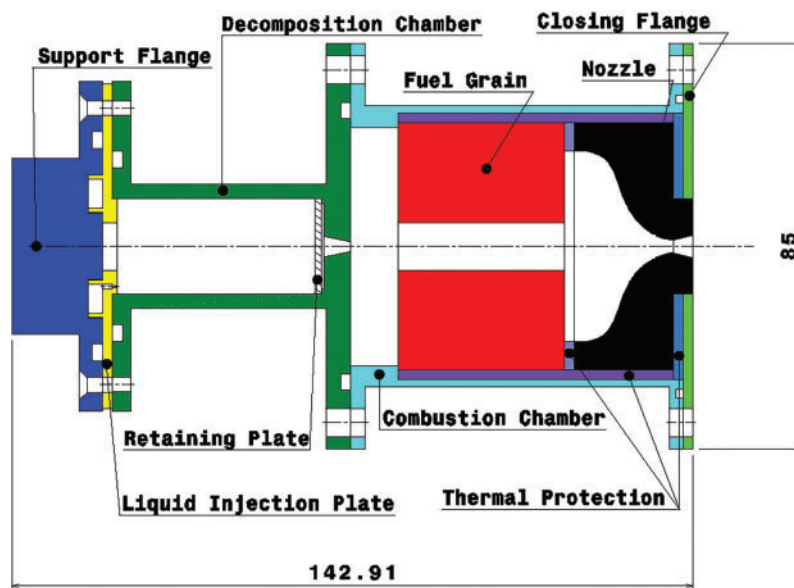 Closing Flange
Decomposition Chamber
Support Flange
Nozzle
Fuel Grain
85
Combustion Chamber
Retaining Plate
Thermal Protection
Liquid Injection Plate
142.91